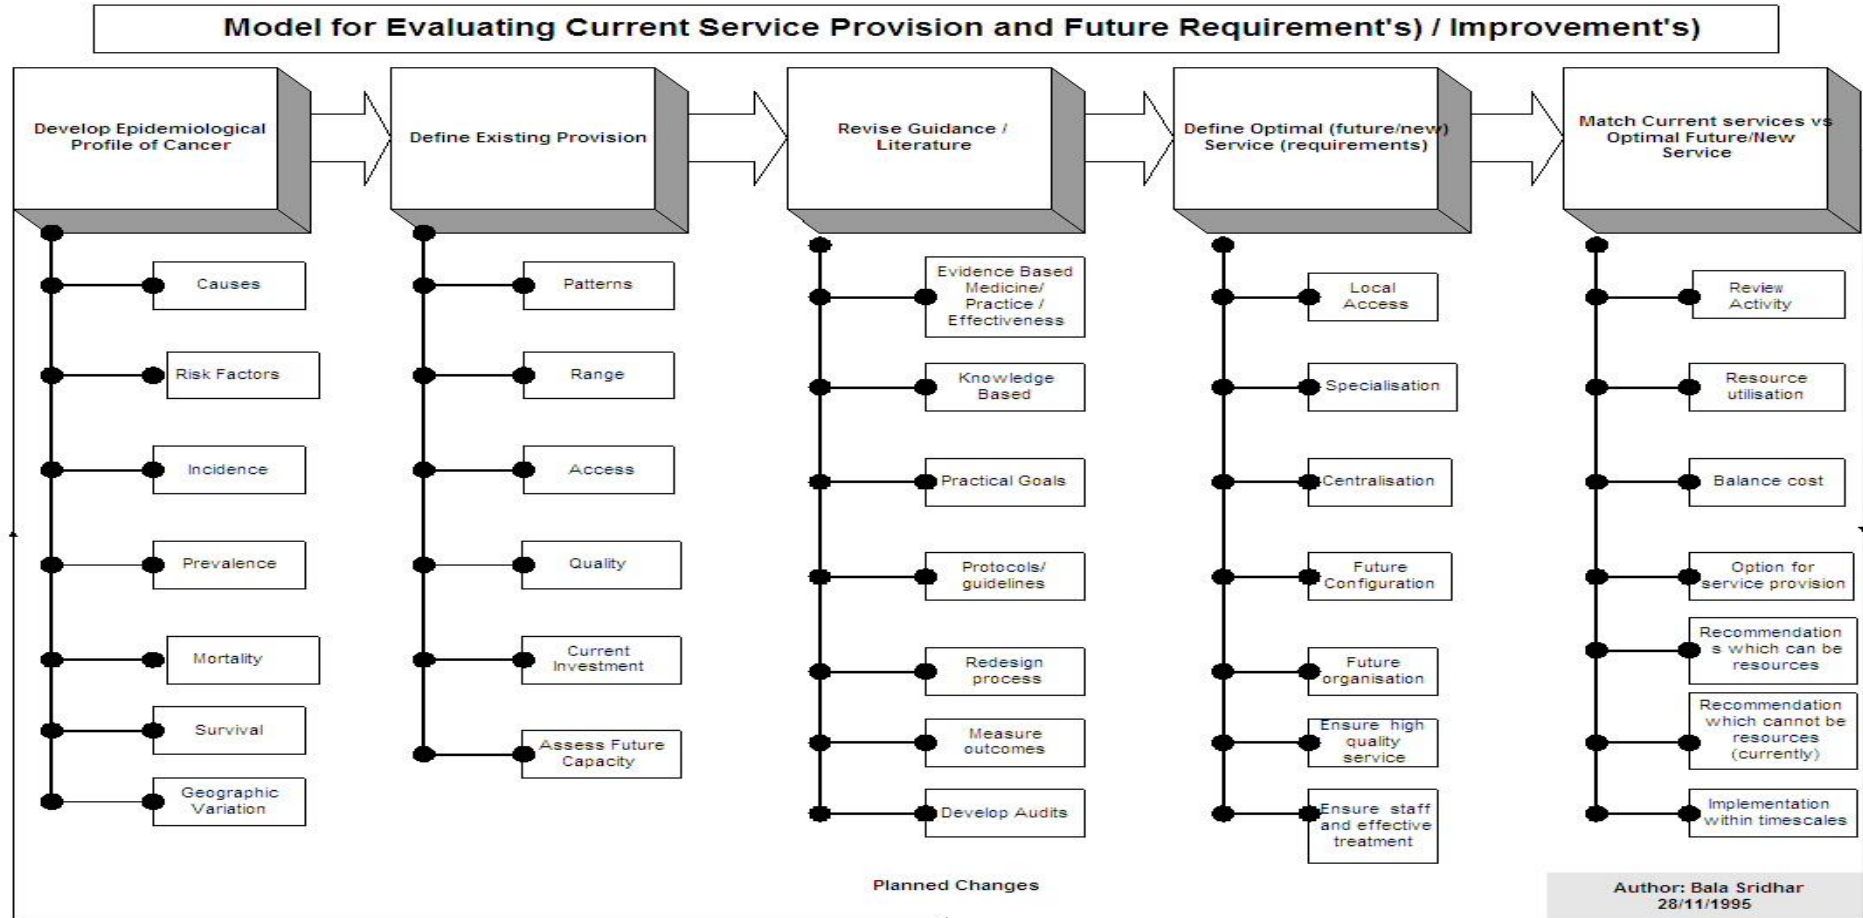 Model for Evaluating Current Service Provision and Future Requirement's) / Improvement's)
Develop Epidemiological
Profile of Cancer
Define Existing Provision
Revise Guidance /
Literature
Define Optimal (future/new)
Service (requirements)
Match Current services vs
Optimal Future/New
Service
Causes
Risk Factors
Incidence
Prevalence
Mortality
Survival
Geographic
Variation
Patterns
Range
Access
Quality
Current
Investment
Assess Future
Capacity
Evidence Based
Medicine/
Practice /
Effectiveness
Knowledge
Based
Practical Goals
Protocols/
guidelines
Redesign
process
Measure
outcomes
Develop Audits
Local
Access
Specialisation
Centralisation
Future
Configuration
Future
organisation
Ensure high
quality
service
Ensure staff
and effective
treatment
Review
Activity
Resource
utilisation
Balance cost
Option for
service provision
Recommendation
s which can be
resources
Recommendation
which cannot be
resources
(currently)
Implementation
within timescales
Planned Changes
Author: Bala Sridhar
28/11/1995